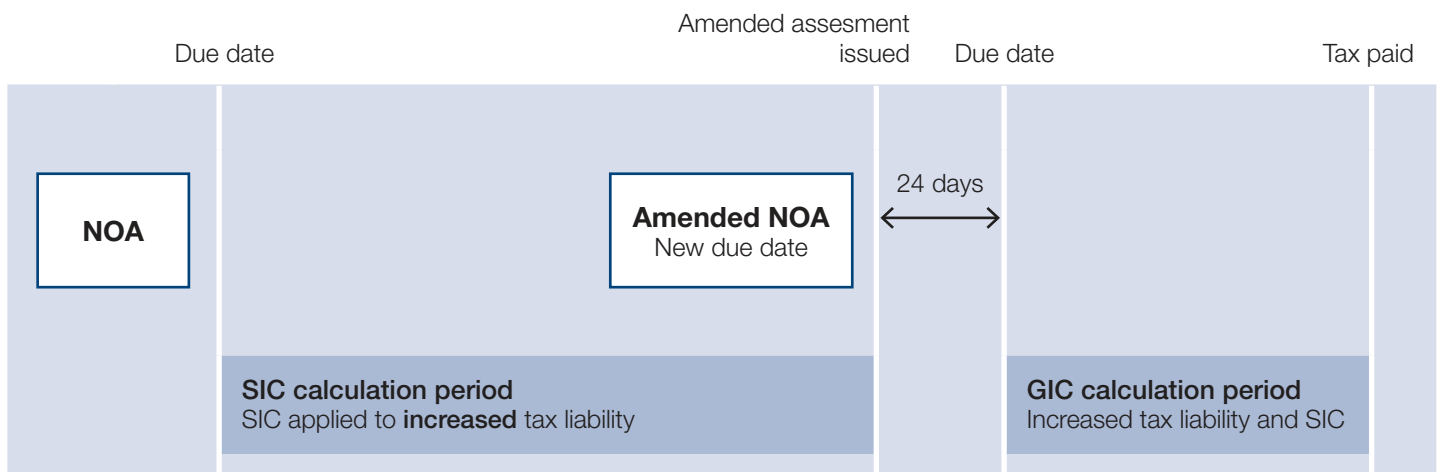 Due date
Amended assesment
issued
Due date
Tax paid
NOA
Amended NOA
New due date
24 days
SIC calculation period
SIC applied to increased tax liability
GIC calculation period
Increased tax liability and SIC